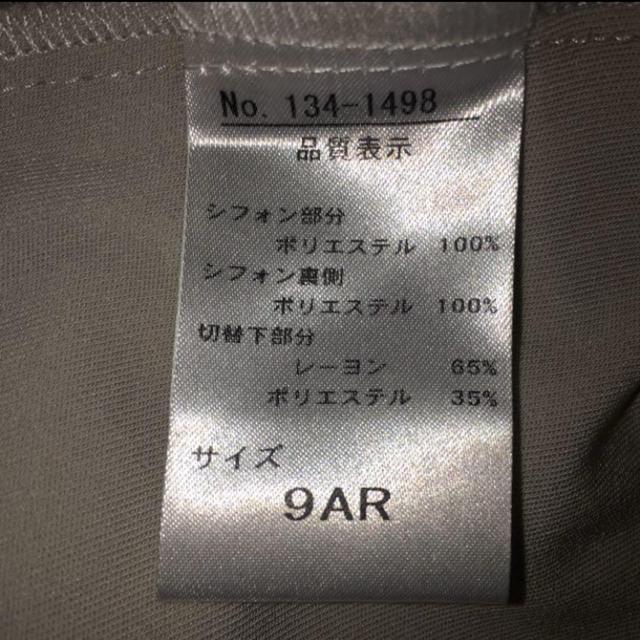 No. 134-1498
品質表示
シフォン部分
ポリエステル 100%
シフォン裏側
ポリエステル 100%
切替下部分
レーヨン 65%
ポリエステル 35%
サイズ
9AR